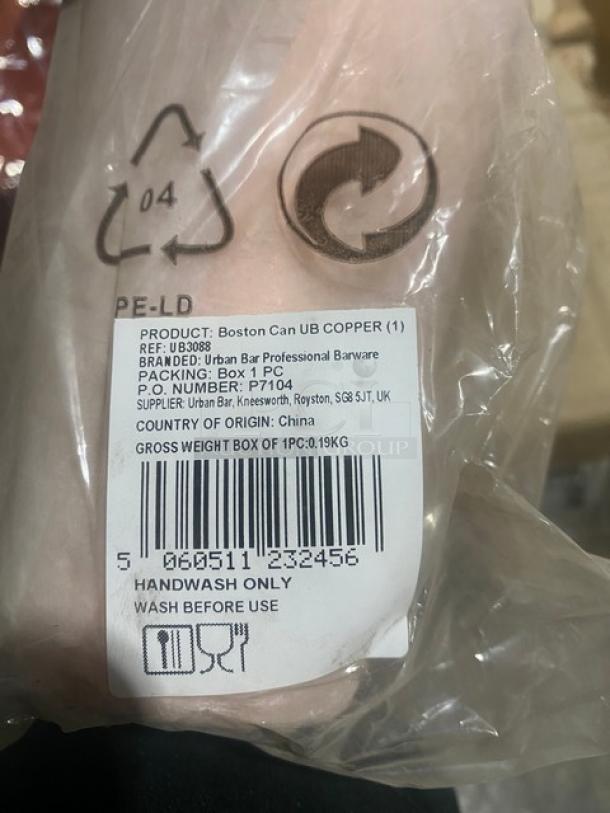 04
PE-LD
PRODUCT: Boston Can UB COPPER (1)
REF: UB3088
BRANDED: Urban Bar Professional Barware
PACKING: Box 1 PC
P.O. NUMBER: P7104
SUPPLIER: Urban Bar, Kneesworth, Royston, SG8 5JT, UK
COUNTRY OF ORIGIN: China
GROSS WEIGHT BOX OF 1PC:0.19KG
5 060511 232456
HANDWASH ONLY
WASH BEFORE USE